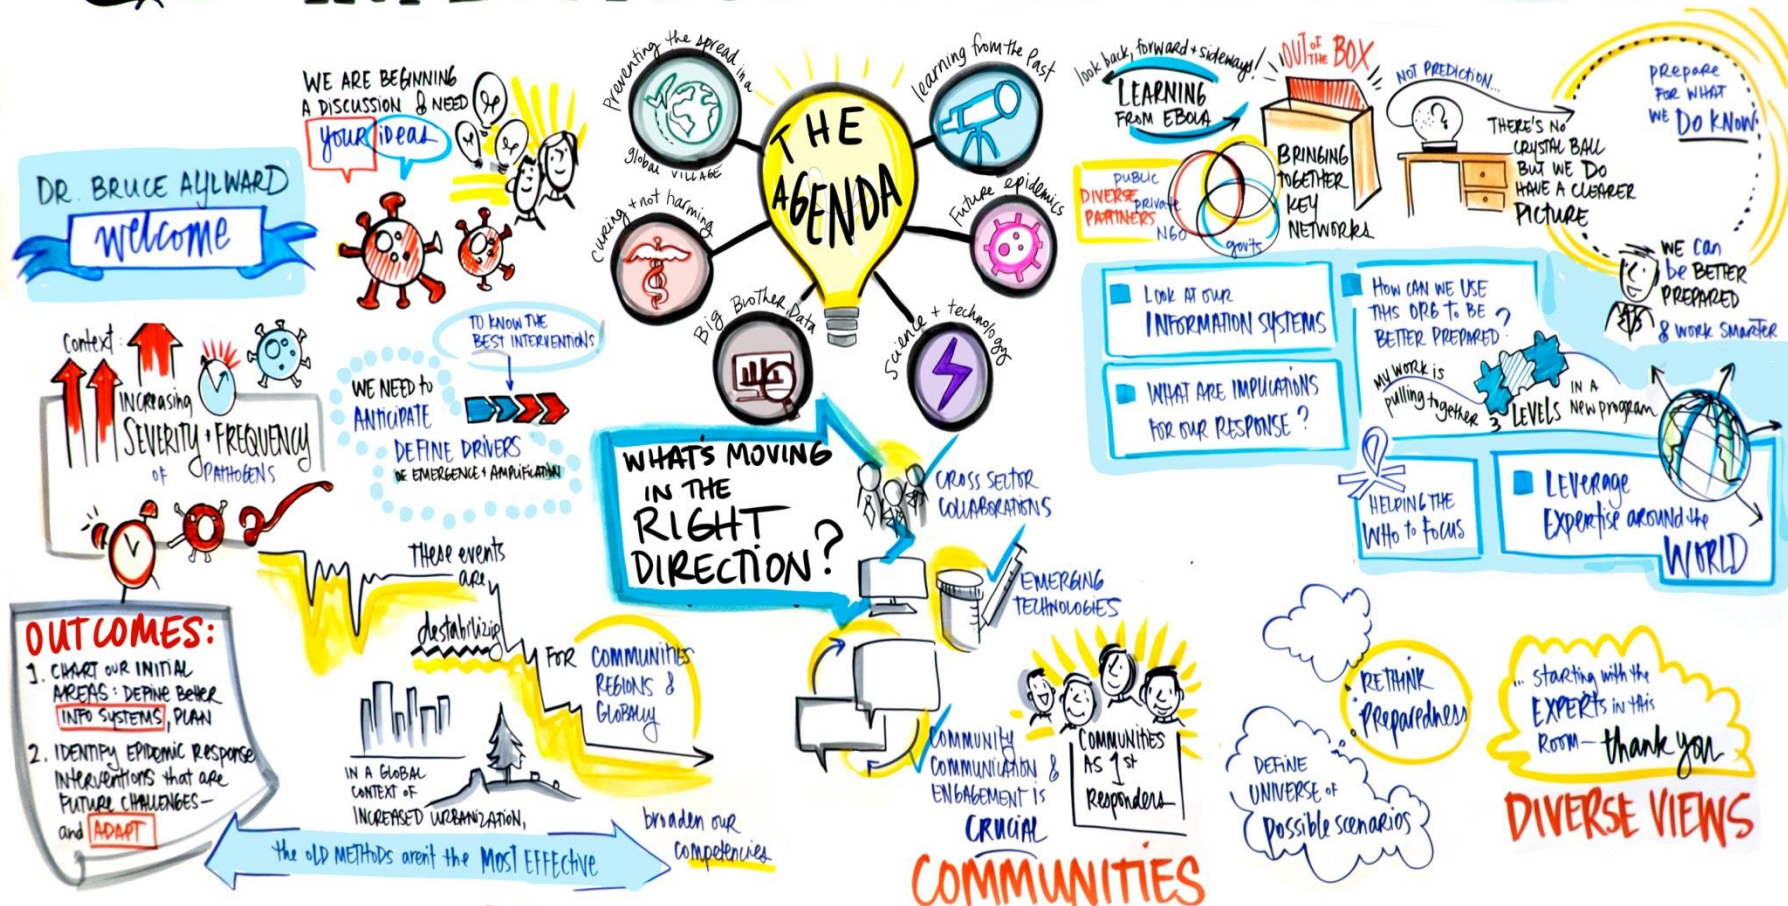 DR. BRUCE AYLWARD
welcome
WE ARE BEGINNING
A DISCUSSION & NEED
your ideas
Context:
INCREASING
SEVERITY + FREQUENCY
OF PATHOGENS
TO KNOW THE
BEST INTERVENTIONS
WE NEED to
ANTICIPATE
DEFINE DRIVERS
OF EMERGENCE + AMPLIFICATION
OUTCOMES:
1. CHART OUR INITIAL
AREAS: DEFINE Better
INFO SYSTEMS, PLAN
2. IDENTIFY EPIDEMIC RESPONSE
INTERVENTIONS that are
FUTURE CHALLENGES—
and ADAPT
these events
are
destabilizing
FOR COMMUNITIES
REGIONS &
GLOBALLY
IN A GLOBAL
CONTEXT OF
INCREASED URBANIZATION,
the OLD METHODS aren't the MOST EFFECTIVE
broaden our
competencies
THE
AGENDA
Preventing the spread in a
global VILLAGE
learning from the Past
curing + not harming
Future epidemics
Big Brother Data
Science + technology
WHAT'S MOVING
IN THE
RIGHT
DIRECTION?
CROSS SECTOR
COLLABORATIONS
EMERGING
TECHNOLOGIES
COMMUNITY
COMMUNICATION &
ENGAGEMENT IS
CRUCIAL
COMMUNITIES
AS 1st
Responders
COMMUNITIES
look back, forward + sideways!
LEARNING
FROM EBOLA
OUT OF THE BOX
PUBLIC
DIVERSE
PARTNERS
private
NGO
govts
BRINGING
TOGETHER
KEY
NETWORKS
NOT PREDICTION...
THERE'S NO
CRYSTAL BALL
BUT WE DO
HAVE A CLEARER
PICTURE
prepare
FOR WHAT
WE DO KNOW
WE can
be BETTER
PREPARED
& WORK SMARTER
LOOK AT OUR
INFORMATION SYSTEMS
WHAT ARE IMPLICATIONS
FOR OUR RESPONSE?
HOW CAN WE USE
THIS ORG TO BE
BETTER PREPARED?
MY WORK IS
pulling together
3 LEVELS
IN A
New program
HELPING THE
WHO to FOCUS
LEVERAGE
Expertise around the
WORLD
RETHINK
Preparedness
DEFINE
UNIVERSE OF
possible scenarios
... starting with the
EXPERTS in this
ROOM— thank you
DIVERSE VIEWS